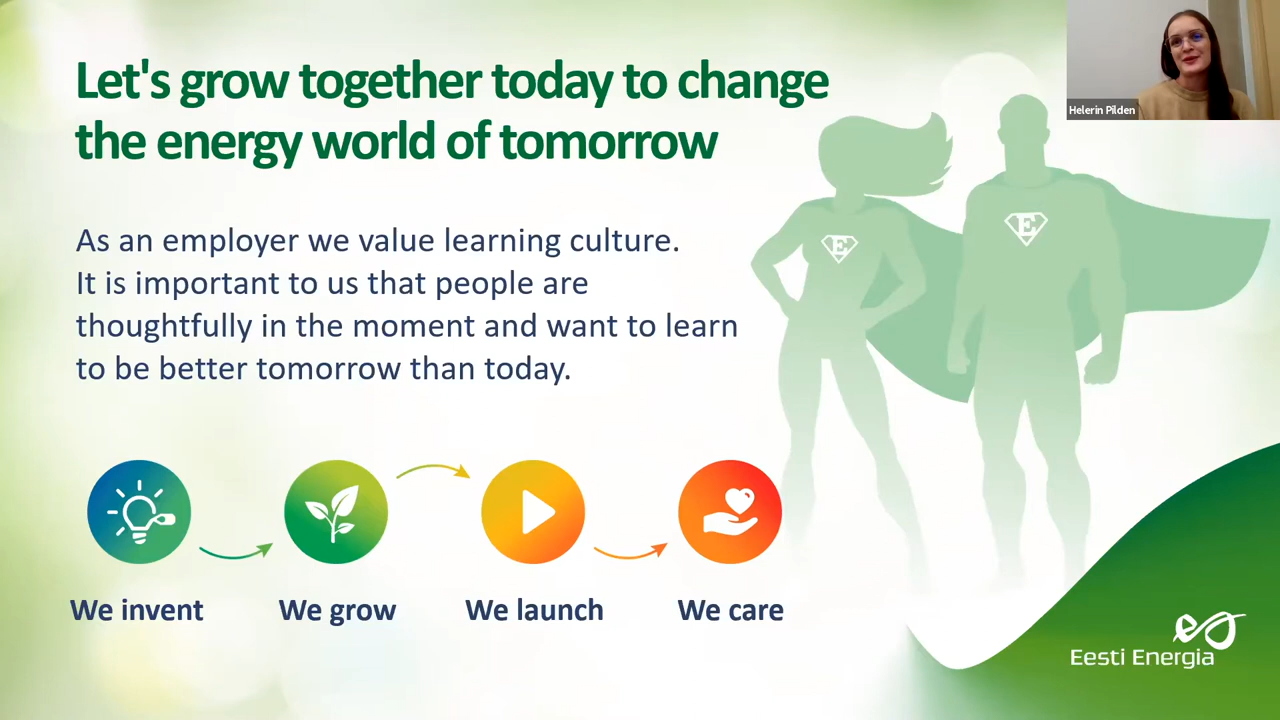 Let's grow together today to change
the energy world of tomorrow
Helerin Pilden
As an employer we value learning culture.
It is important to us that people are
thoughtfully in the moment and want to learn
to be better tomorrow than today.
E
E
We invent
We grow
We launch
We care
Eesti Energia